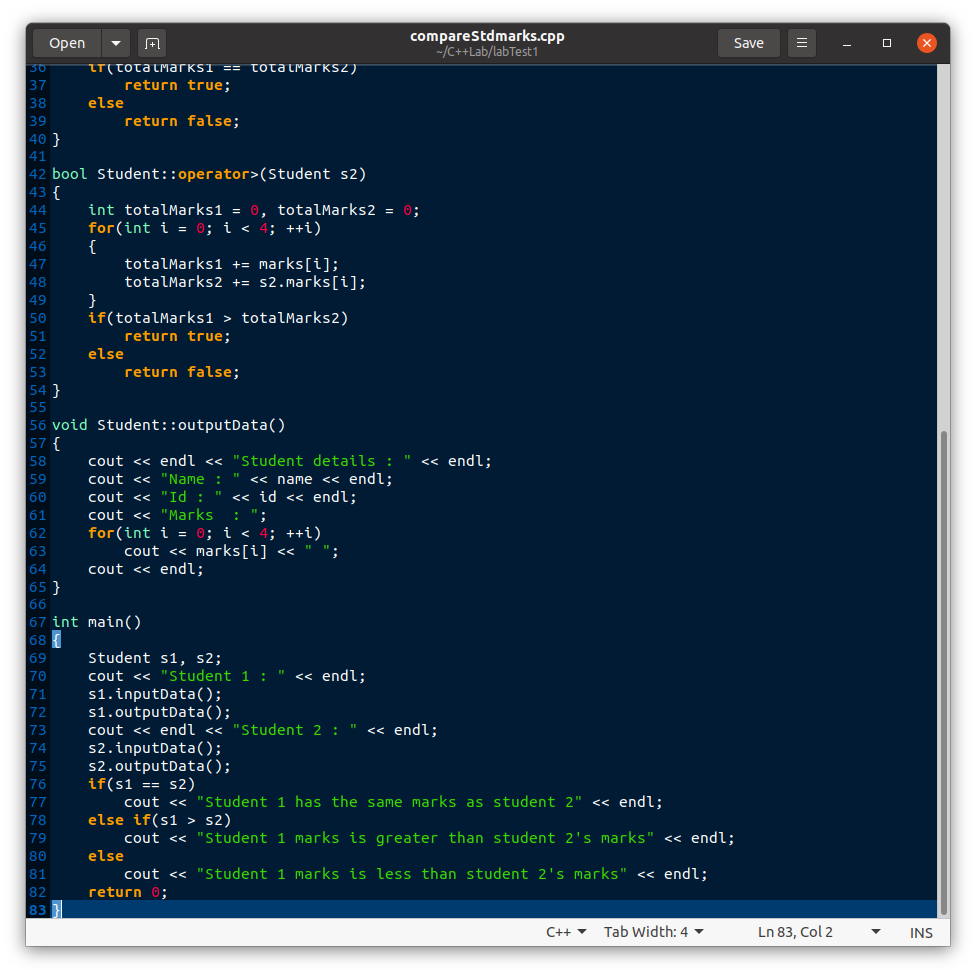 Open
compareStdmarks.cpp
~/C++Lab/labTest1
Save
36     if(totalMarks1 == totalMarks2)
37         return true;
38     else
39         return false;
40 }
41
42 bool Student::operator>(Student s2)
43 {
44     int totalMarks1 = 0, totalMarks2 = 0;
45     for(int i = 0; i < 4; ++i)
46     {
47         totalMarks1 += marks[i];
48         totalMarks2 += s2.marks[i];
49     }
50     if(totalMarks1 > totalMarks2)
51         return true;
52     else
53         return false;
54 }
55
56 void Student::outputData()
57 {
58     cout << endl << "Student details : " << endl;
59     cout << "Name : " << name << endl;
60     cout << "Id : " << id << endl;
61     cout << "Marks  : ";
62     for(int i = 0; i < 4; ++i)
63         cout << marks[i] << " ";
64     cout << endl;
65 }
66
67 int main()
68 {
69     Student s1, s2;
70     cout << "Student 1 : " << endl;
71     s1.inputData();
72     s1.outputData();
73     cout << endl << "Student 2 : " << endl;
74     s2.inputData();
75     s2.outputData();
76     if(s1 == s2)
77         cout << "Student 1 has the same marks as student 2" << endl;
78     else if(s1 > s2)
79         cout << "Student 1 marks is greater than student 2's marks" << endl;
80     else
81         cout << "Student 1 marks is less than student 2's marks" << endl;
82     return 0;
83 }
C++ Tab Width: 4 Ln 83, Col 2 INS